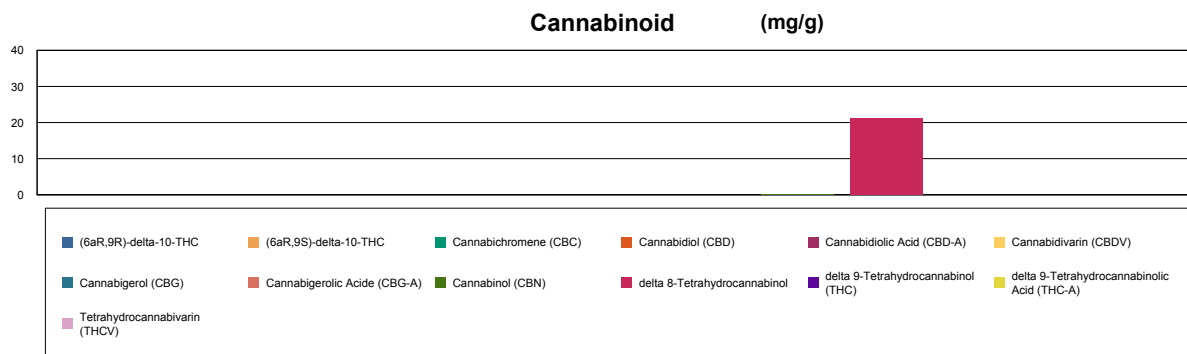 Cannabinoid (mg/g)
40
30
20
10
0
(6aR,9R)-delta-10-THC
(6aR,9S)-delta-10-THC
Cannabichromene (CBC)
Cannabidiol (CBD)
Cannabidiolic Acid (CBD-A)
Cannabidivarin (CBDV)
Cannabigerol (CBG)
Cannabigerolic Acide (CBG-A)
Cannabinol (CBN)
delta 8-Tetrahydrocannabinol
delta 9-Tetrahydrocannabinol
(THC)
delta 9-Tetrahydrocannabinolic
Acid (THC-A)
Tetrahydrocannabivarin
(THCV)